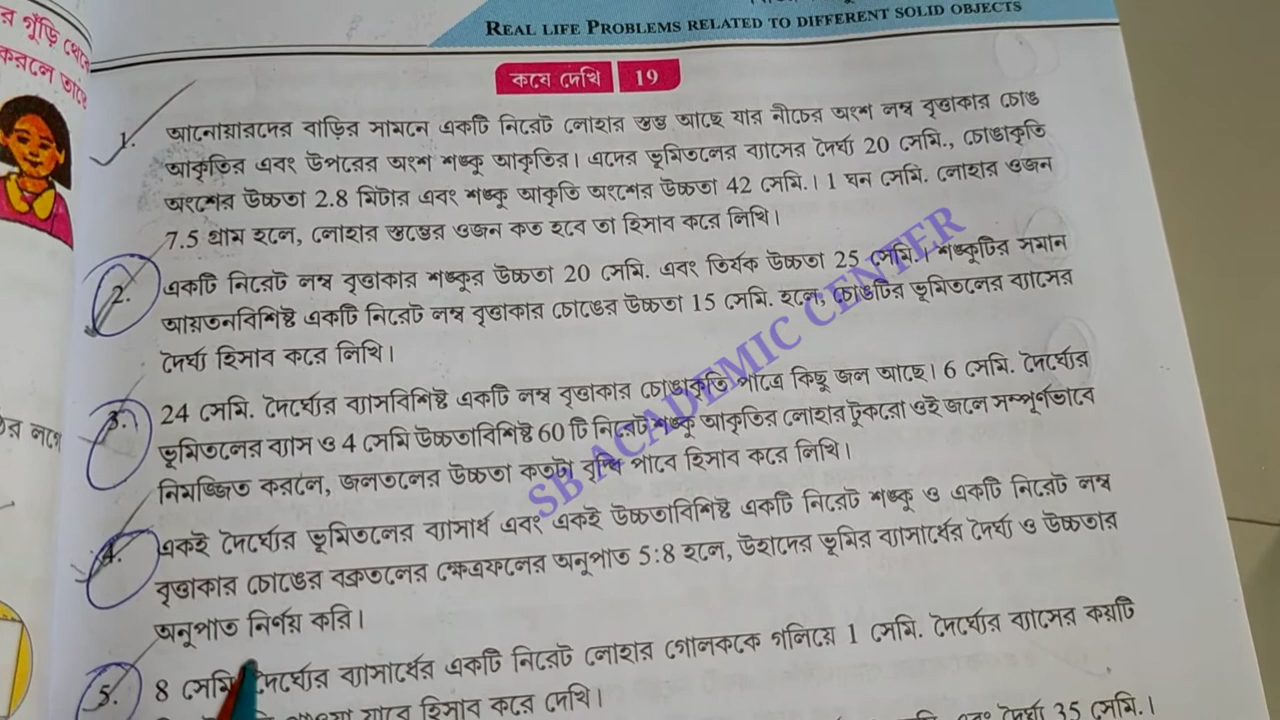 র গুঁড়ি থেকে
করলে তাহে
REAL LIFE PROBLEMS RELATED TO DIFFERENT SOLID OBJECTS
কষে দেখি 19
1. আনোয়ারদের বাড়ির সামনে একটি নিরেট লোহার স্তম্ভ আছে যার নীচের অংশ লম্ব বৃত্তাকার চোঙ
আকৃতির এবং উপরের অংশ শঙ্কু আকৃতির। এদের ভূমিতলের ব্যাসের দৈর্ঘ্য 20 সেমি., চোঙাকৃতি
অংশের উচ্চতা 2.8 মিটার এবং শঙ্কু আকৃতি অংশের উচ্চতা 42 সেমি.। 1 ঘন সেমি. লোহার ওজন
7.5 গ্রাম হলে, লোহার স্তম্ভের ওজন কত হবে তা হিসাব করে লিখি।
2. একটি নিরেট লম্ব বৃত্তাকার শঙ্কুর উচ্চতা 20 সেমি. এবং তির্যক উচ্চতা 25 সেমি.। শঙ্কুটির সমান
আয়তনবিশিষ্ট একটি নিরেট লম্ব বৃত্তাকার চোঙের উচ্চতা 15 সেমি. হলে, চোঙটির ভূমিতলের ব্যাসের
দৈর্ঘ্য হিসাব করে লিখি।
3. 24 সেমি. দৈর্ঘ্যের ব্যাসবিশিষ্ট একটি লম্ব বৃত্তাকার চোঙাকৃতি পাত্রে কিছু জল আছে। 6 সেমি. দৈর্ঘ্যের
ভূমিতলের ব্যাস ও 4 সেমি উচ্চতাবিশিষ্ট 60 টি নিরেট শঙ্কু আকৃতির লোহার টুকরো ওই জলে সম্পূর্ণভাবে
নিমজ্জিত করলে, জলতলের উচ্চতা কতটা বৃদ্ধি পাবে হিসাব করে লিখি।
4. একই দৈর্ঘ্যের ভূমিতলের ব্যাসার্ধ এবং একই উচ্চতাবিশিষ্ট একটি নিরেট শঙ্কু ও একটি নিরেট লম্ব
বৃত্তাকার চোঙের বক্রতলের ক্ষেত্রফলের অনুপাত 5:8 হলে, উহাদের ভূমির ব্যাসার্ধের দৈর্ঘ্য ও উচ্চতার
অনুপাত নির্ণয় করি।
5. 8 সেমি দৈর্ঘ্যের ব্যাসার্ধের একটি নিরেট লোহার গোলককে গলিয়ে 1 সেমি. দৈর্ঘ্যের ব্যাসের কয়টি
যাবে হিসাব করে দেখি।
দৈর্ঘ্য 35 সেমি.।
SB ACADEMIC CENTER